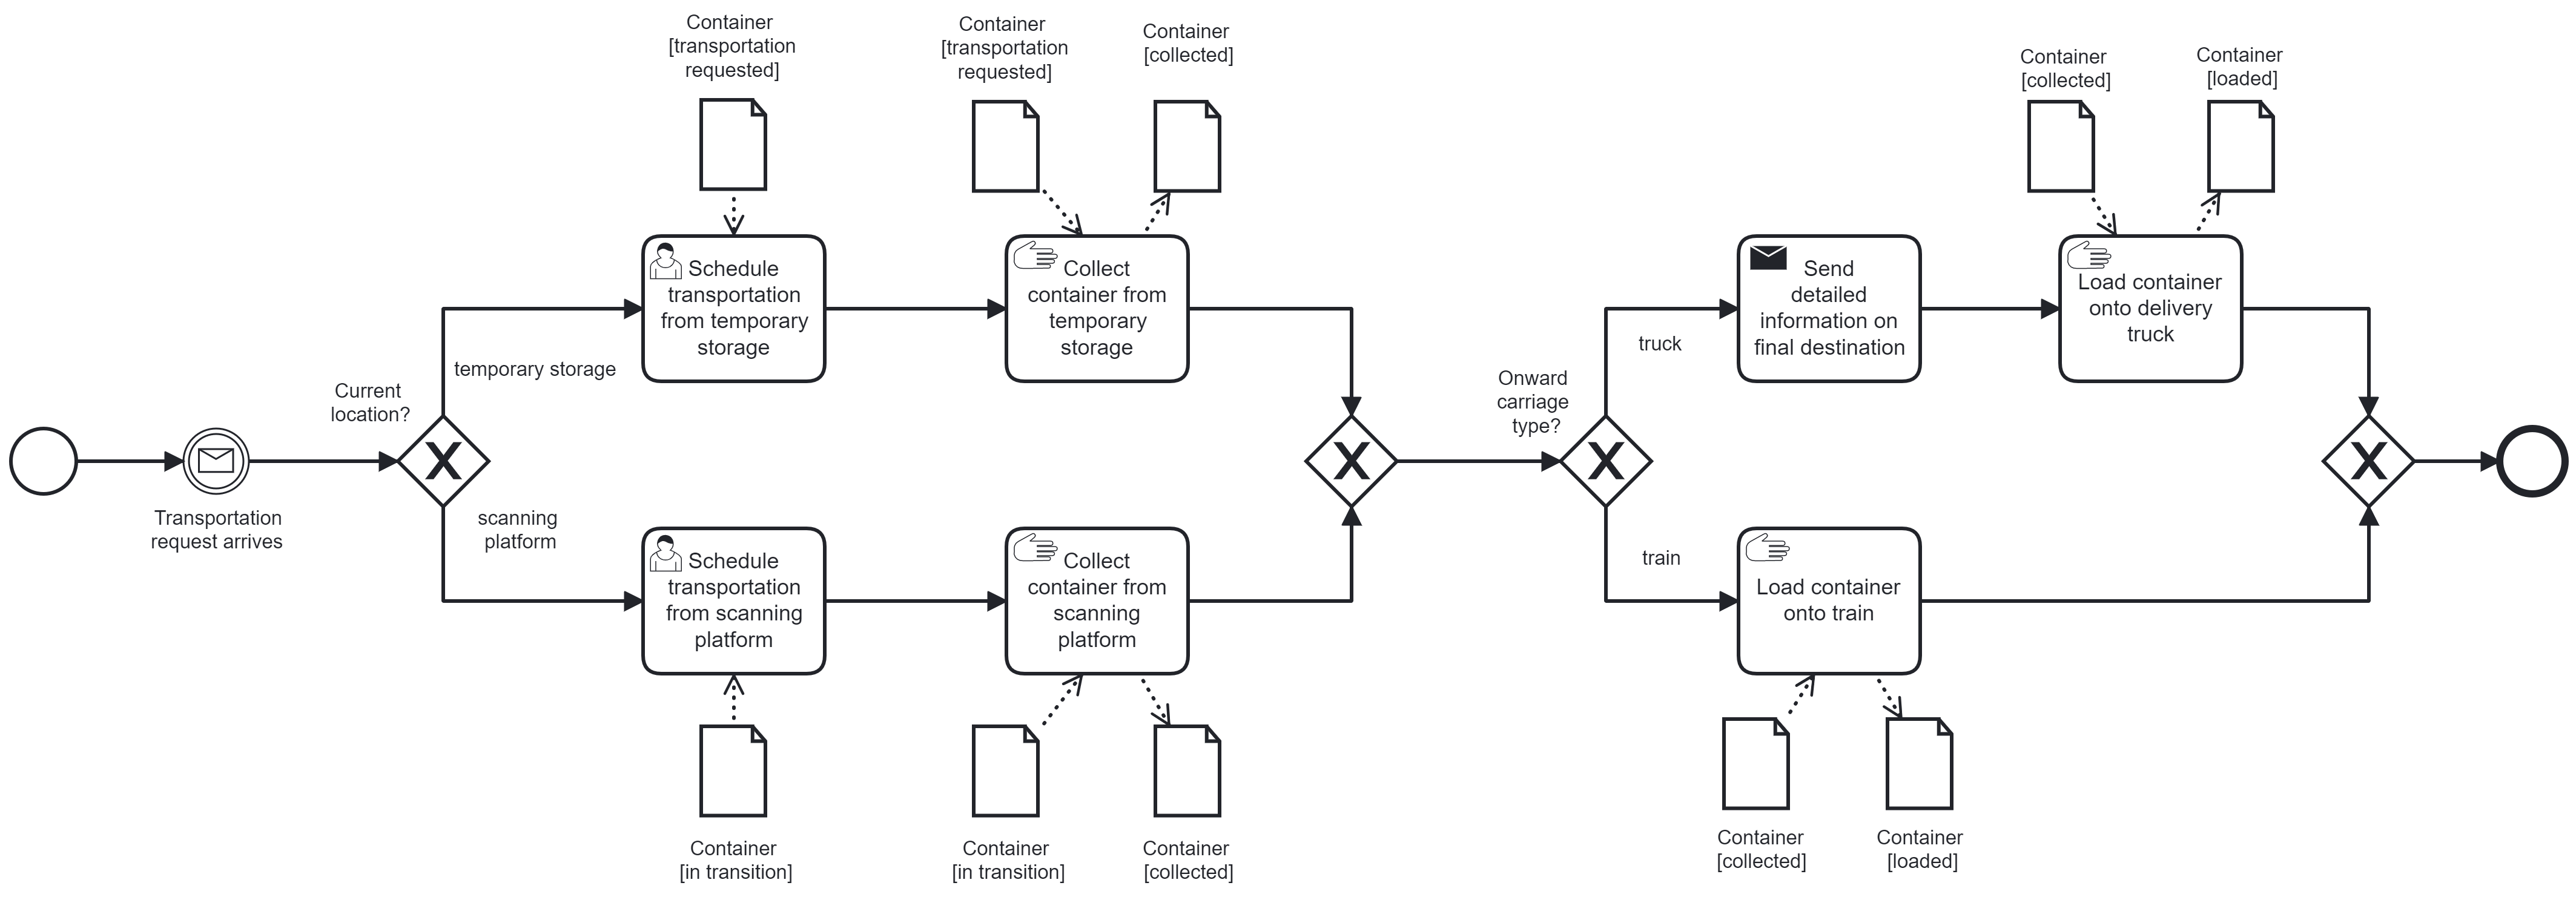 Container
[transportation
requested]
Container
[transportation
requested]
Container
[collected]
Container
[collected]
Container
[loaded]
Schedule
transportation
from temporary
storage
Collect
container from
temporary
storage
Send
detailed
information on
final destination
Load container
onto delivery
truck
truck
temporary storage
Current
location?
Onward
carriage
type?
X
X
X
X
Transportation
request arrives
scanning
platform
train
Schedule
transportation
from scanning
platform
Collect
container from
scanning
platform
Load container
onto train
Container
[in transition]
Container
[in transition]
Container
[collected]
Container
[collected]
Container
[loaded]